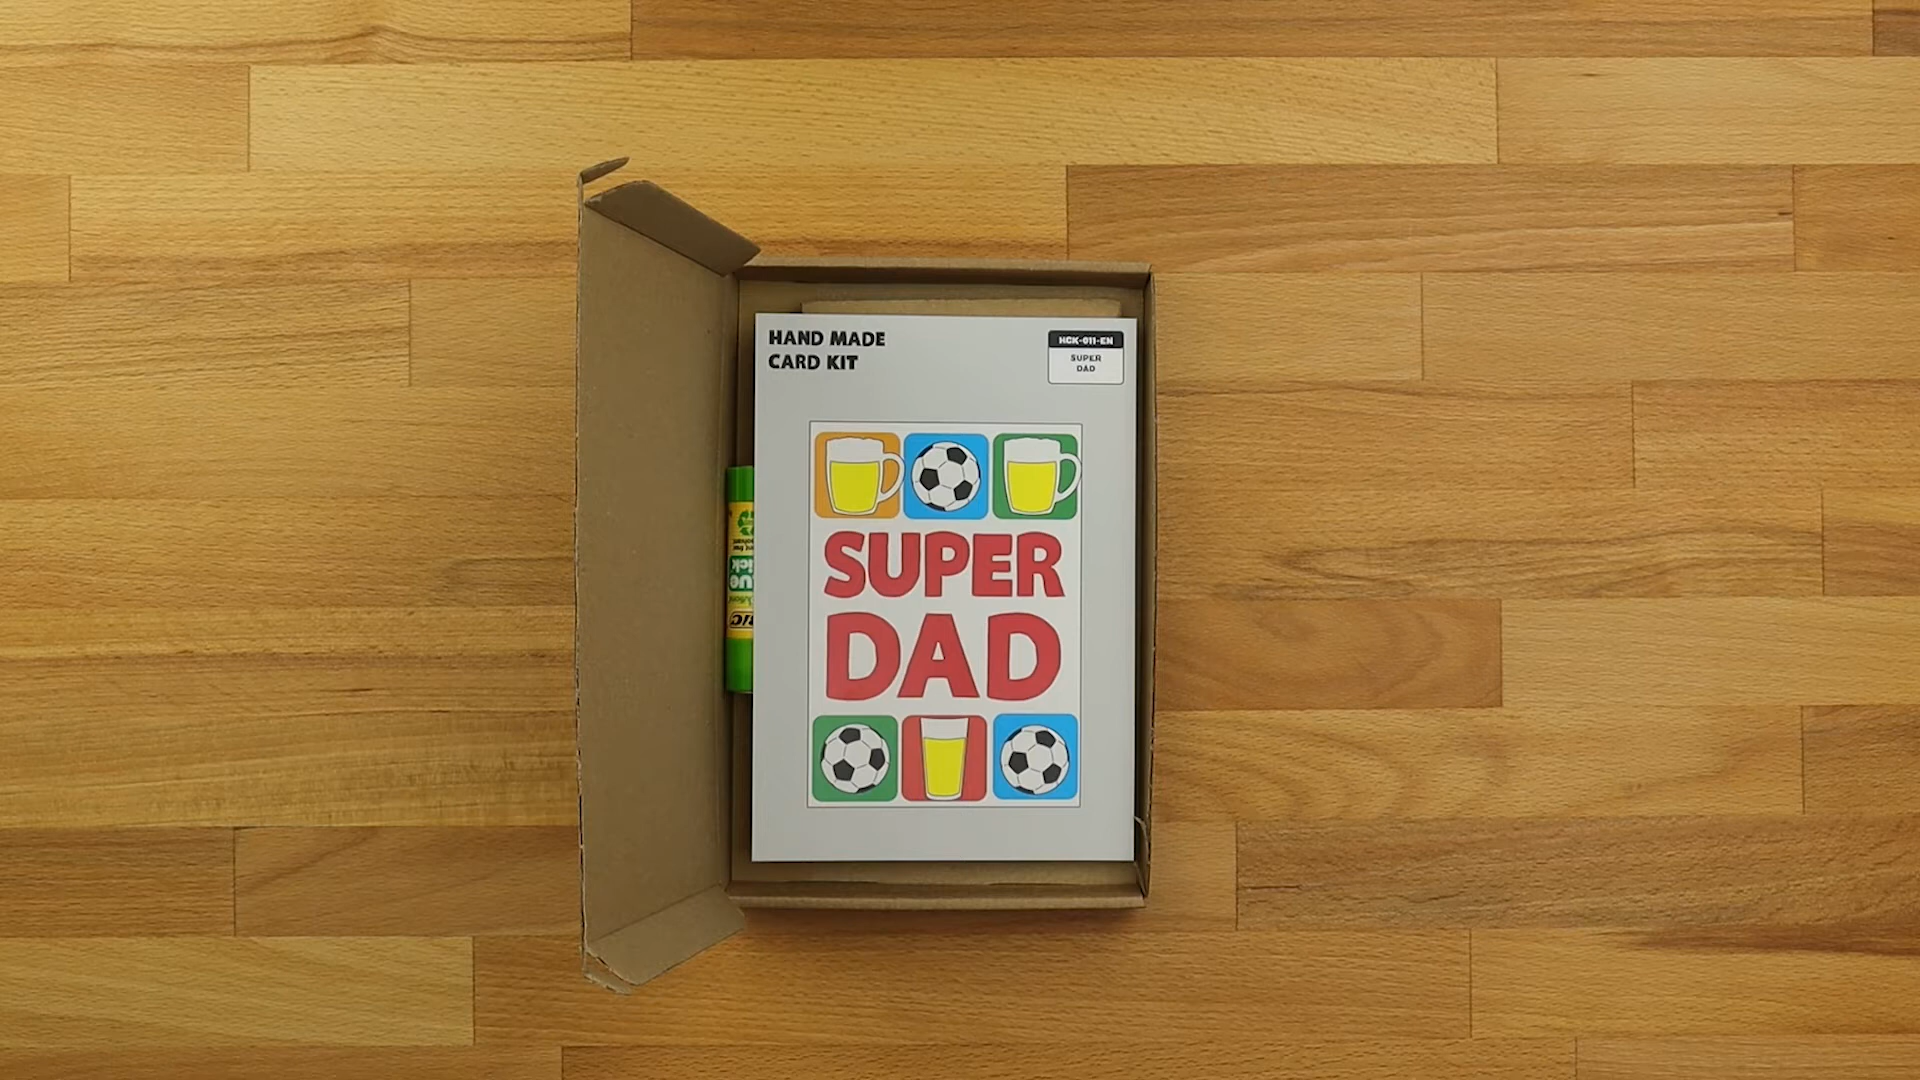 HAND MADE
CARD KIT
HCK-011-EN
SUPER
DAD
SUPER
DAD